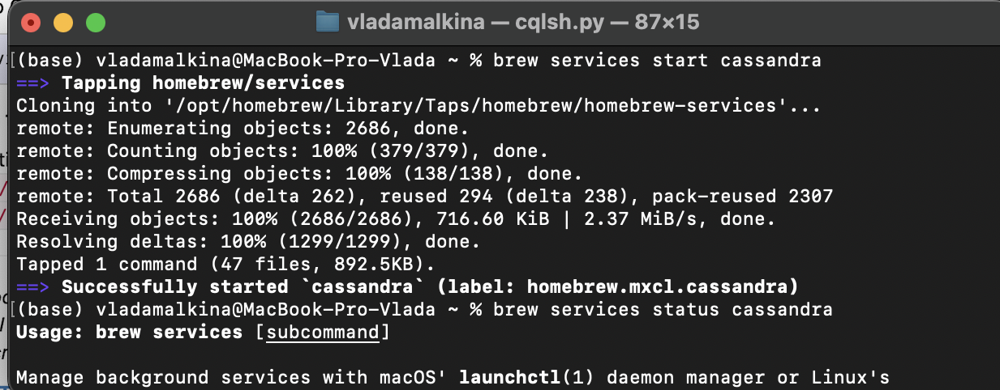 vladamalkina — cqlsh.py — 87×15
(base) vladamalkina@MacBook-Pro-Vlada ~ % brew services start cassandra
==> Tapping homebrew/services
Cloning into '/opt/homebrew/Library/Taps/homebrew/homebrew-services'...
remote: Enumerating objects: 2686, done.
remote: Counting objects: 100% (379/379), done.
remote: Compressing objects: 100% (138/138), done.
remote: Total 2686 (delta 262), reused 294 (delta 238), pack-reused 2307
Receiving objects: 100% (2686/2686), 716.60 KiB | 2.37 MiB/s, done.
Resolving deltas: 100% (1299/1299), done.
Tapped 1 command (47 files, 892.5KB).
==> Successfully started `cassandra` (label: homebrew.mxcl.cassandra)
(base) vladamalkina@MacBook-Pro-Vlada ~ % brew services status cassandra
Usage: brew services [subcommand]
Manage background services with macOS' launchctl(1) daemon manager or Linux's